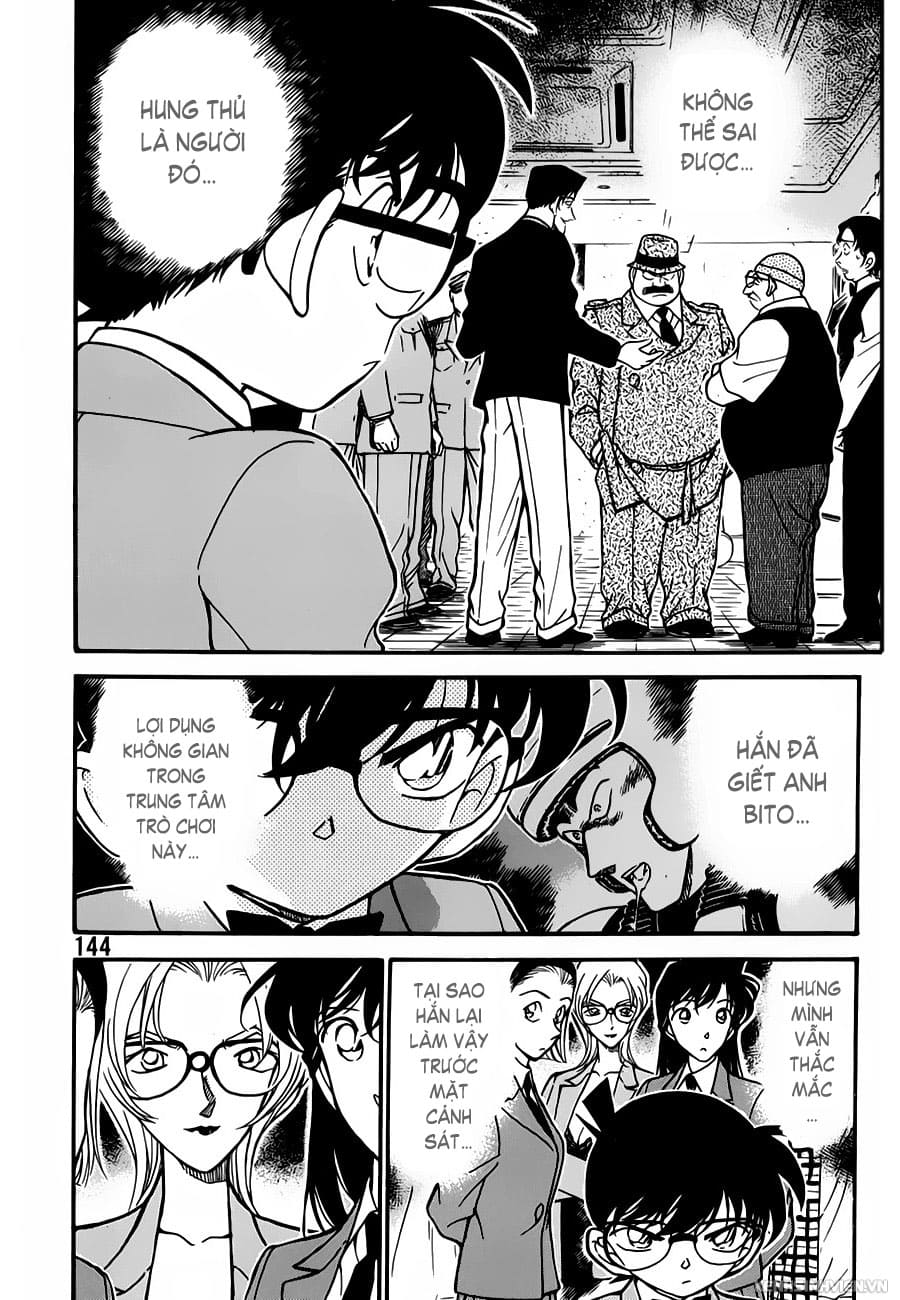 KHÔNG
THỂ SAI
ĐƯỢC...
HUNG THỦ
LÀ NGƯỜI
ĐÓ...
HẮN ĐÃ
GIẾT ANH
BITO...
LỢI DỤNG
KHÔNG GIAN
TRONG
TRUNG TÂM
TRÒ CHƠI
NÀY...
144
NHƯNG
MÌNH
VẪN
THẮC
MẮC
...
TẠI SAO
HẮN LẠI
LÀM VẬY
TRƯỚC
MẶT
CẢNH
SÁT...